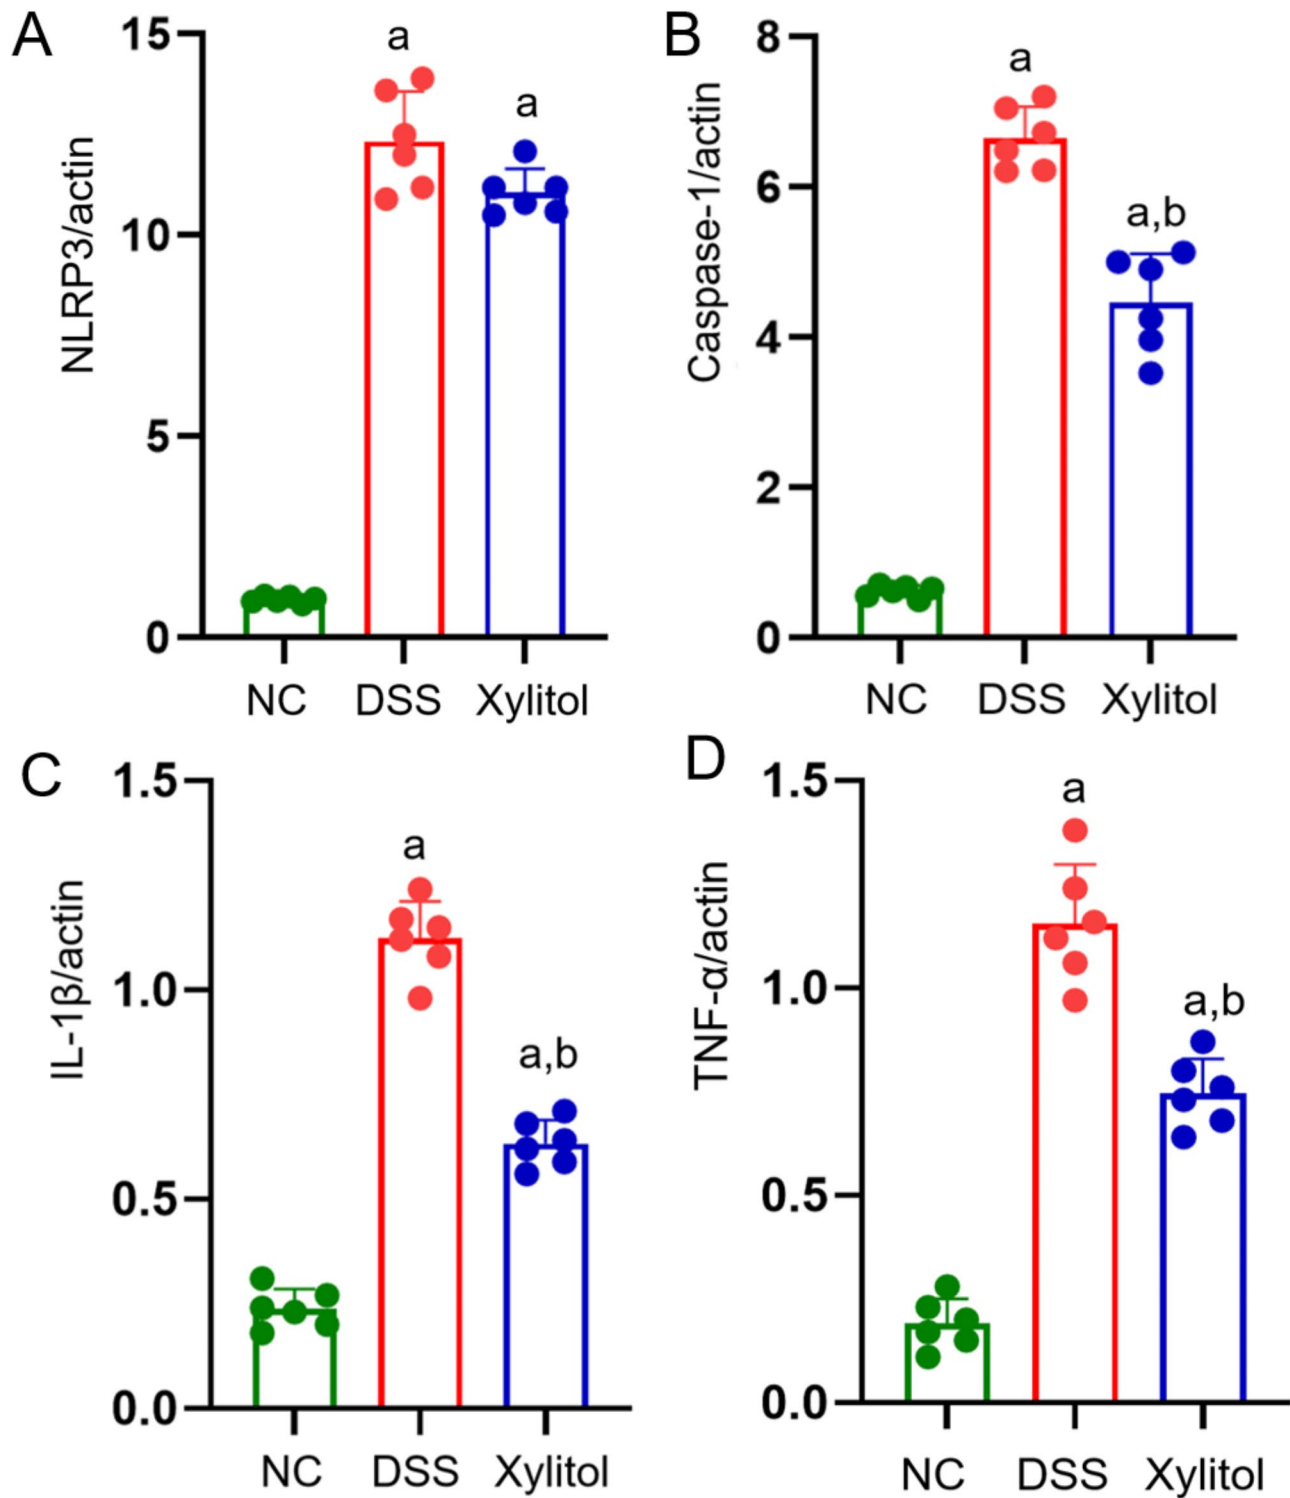 A
NLRP3/actin
15
10
5
0
a
a
NC DSS Xylitol
B
Caspase-1/actin
8
6
4
2
0
a
a,b
NC DSS Xylitol
C
IL-1β/actin
1.5
1.0
0.5
0.0
a
a,b
NC DSS Xylitol
D
TNF-α/actin
1.5
1.0
0.5
0.0
a
a,b
NC DSS Xylitol